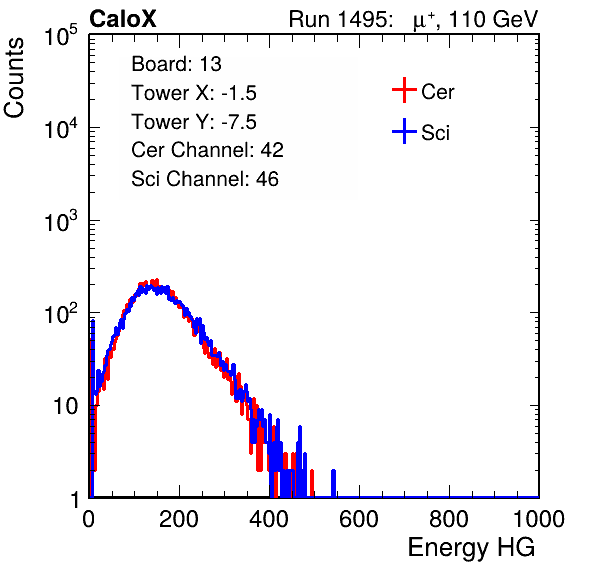 CaloX Run 1495: μ⁺, 110 GeV
Board: 13
Tower X: -1.5
Tower Y: -7.5
Cer Channel: 42
Sci Channel: 46
Cer
Sci
Counts
10⁵
10⁴
10³
10²
10
1
0 200 400 600 800 1000
Energy HG